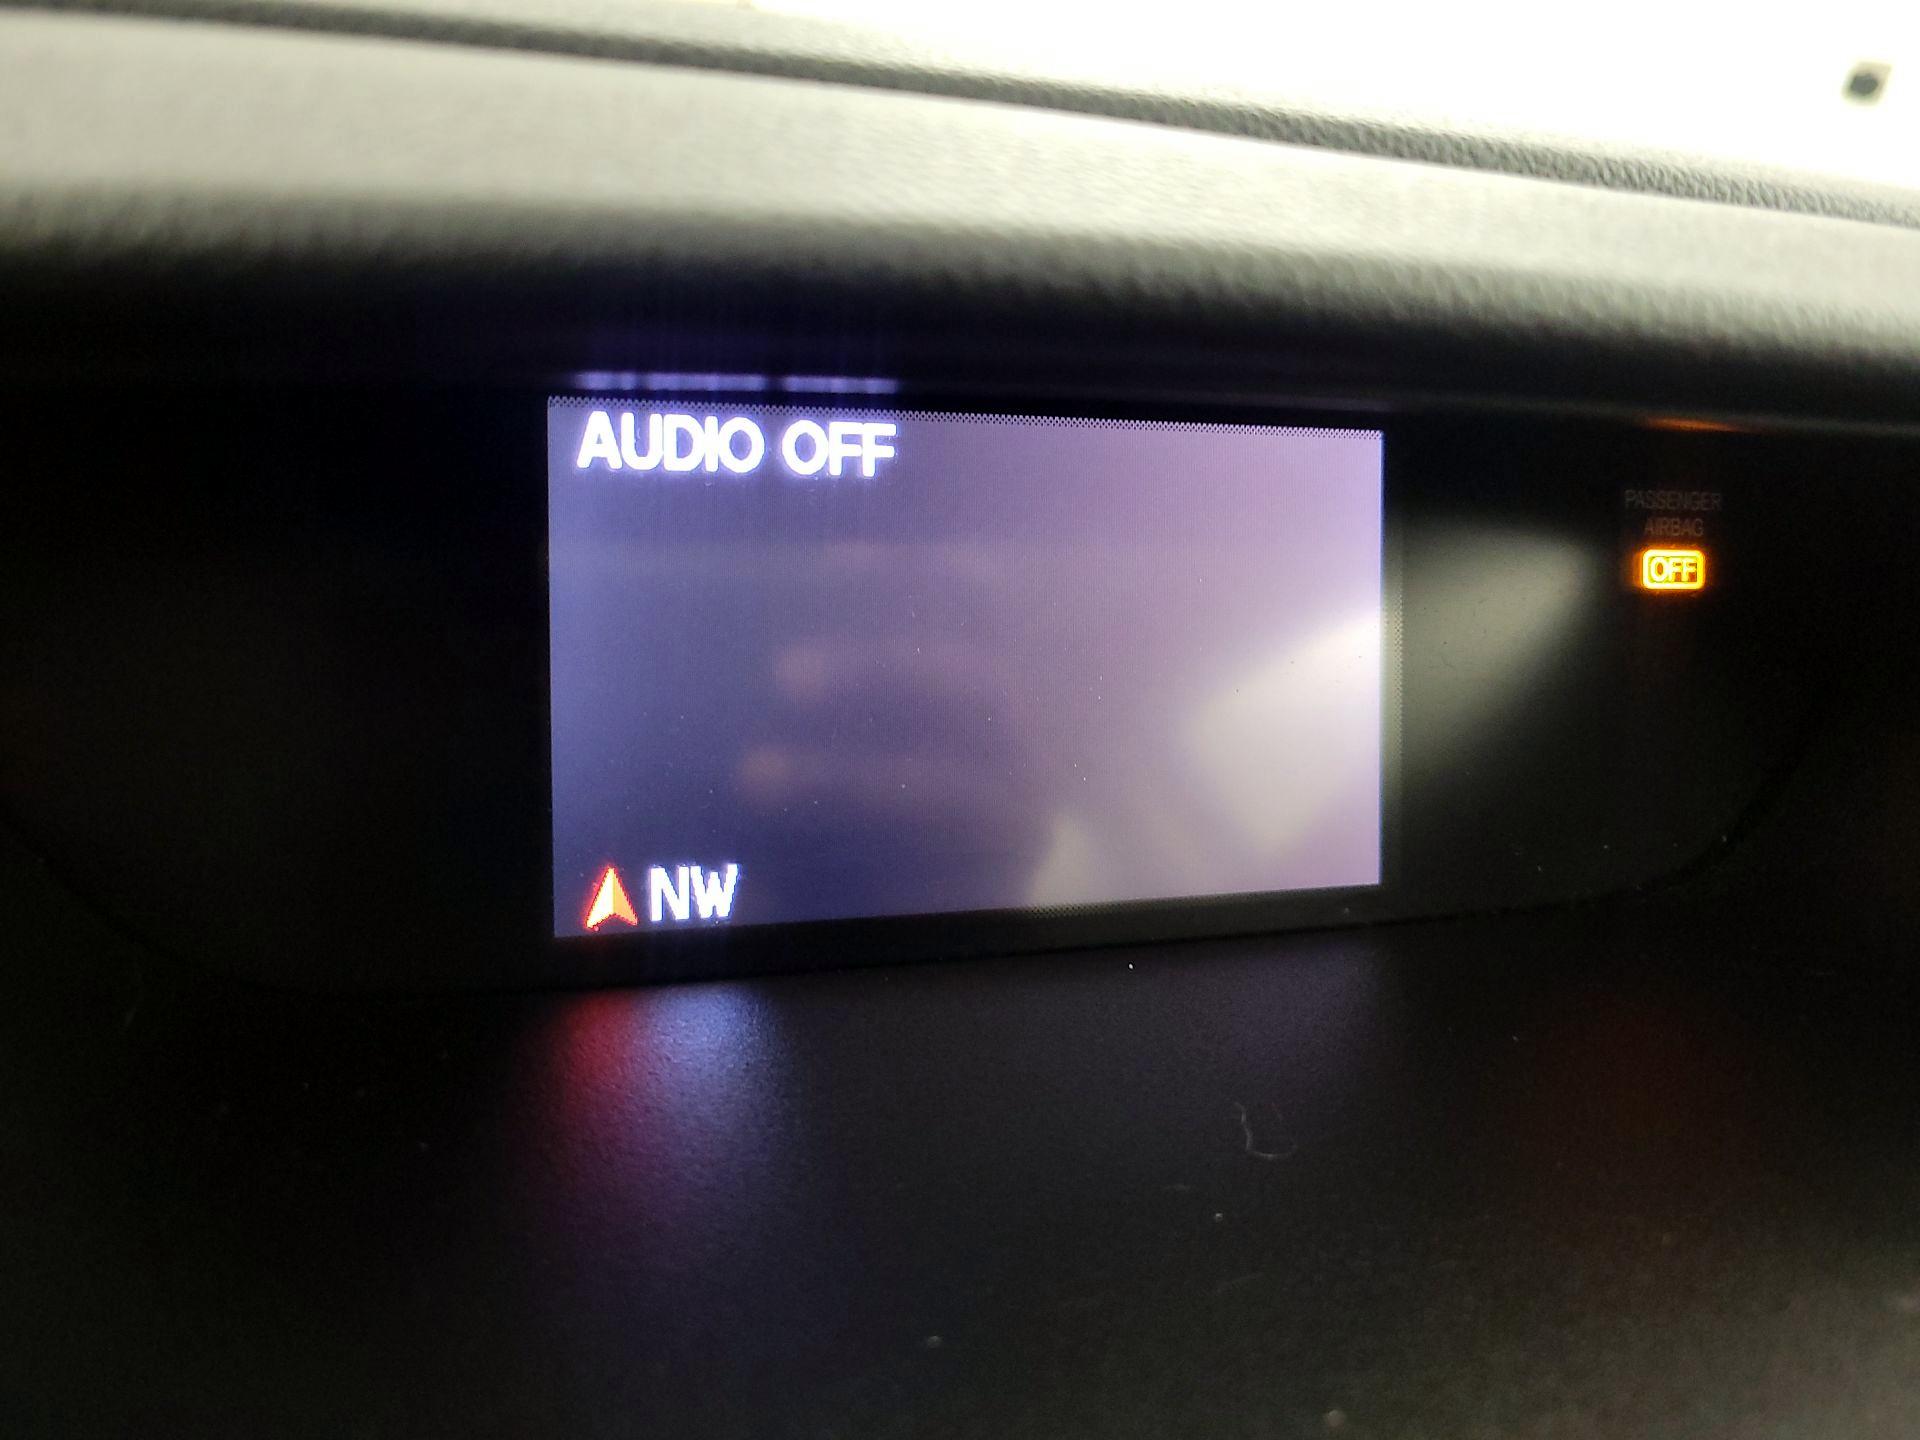 AUDIO OFF
PASSENGER
AIRBAG
OFF
NW